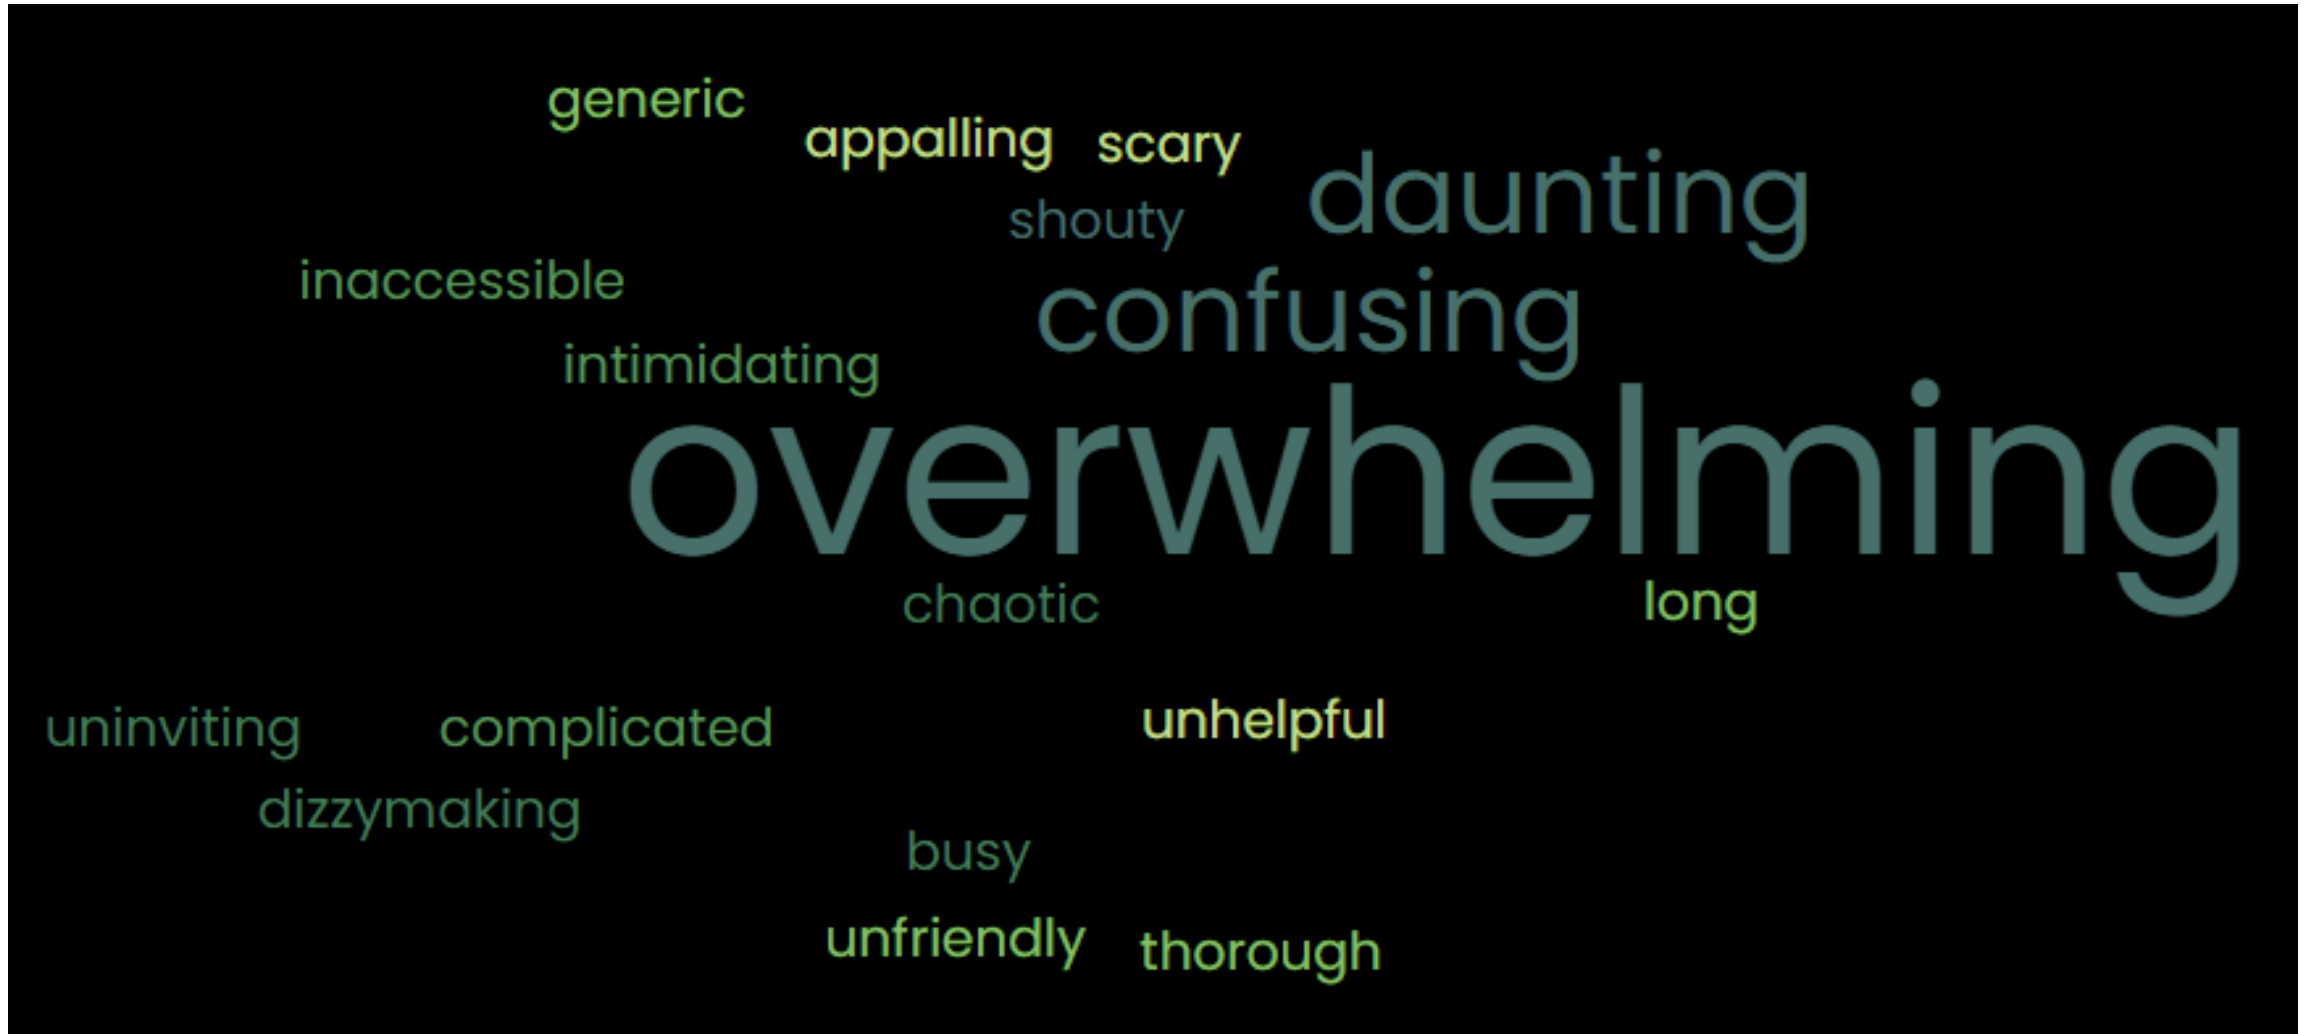 generic
appalling scary
daunting
shouty
inaccessible
confusing
intimidating
overwhelming
chaotic
long
uninviting complicated
unhelpful
dizzymaking
busy
unfriendly thorough